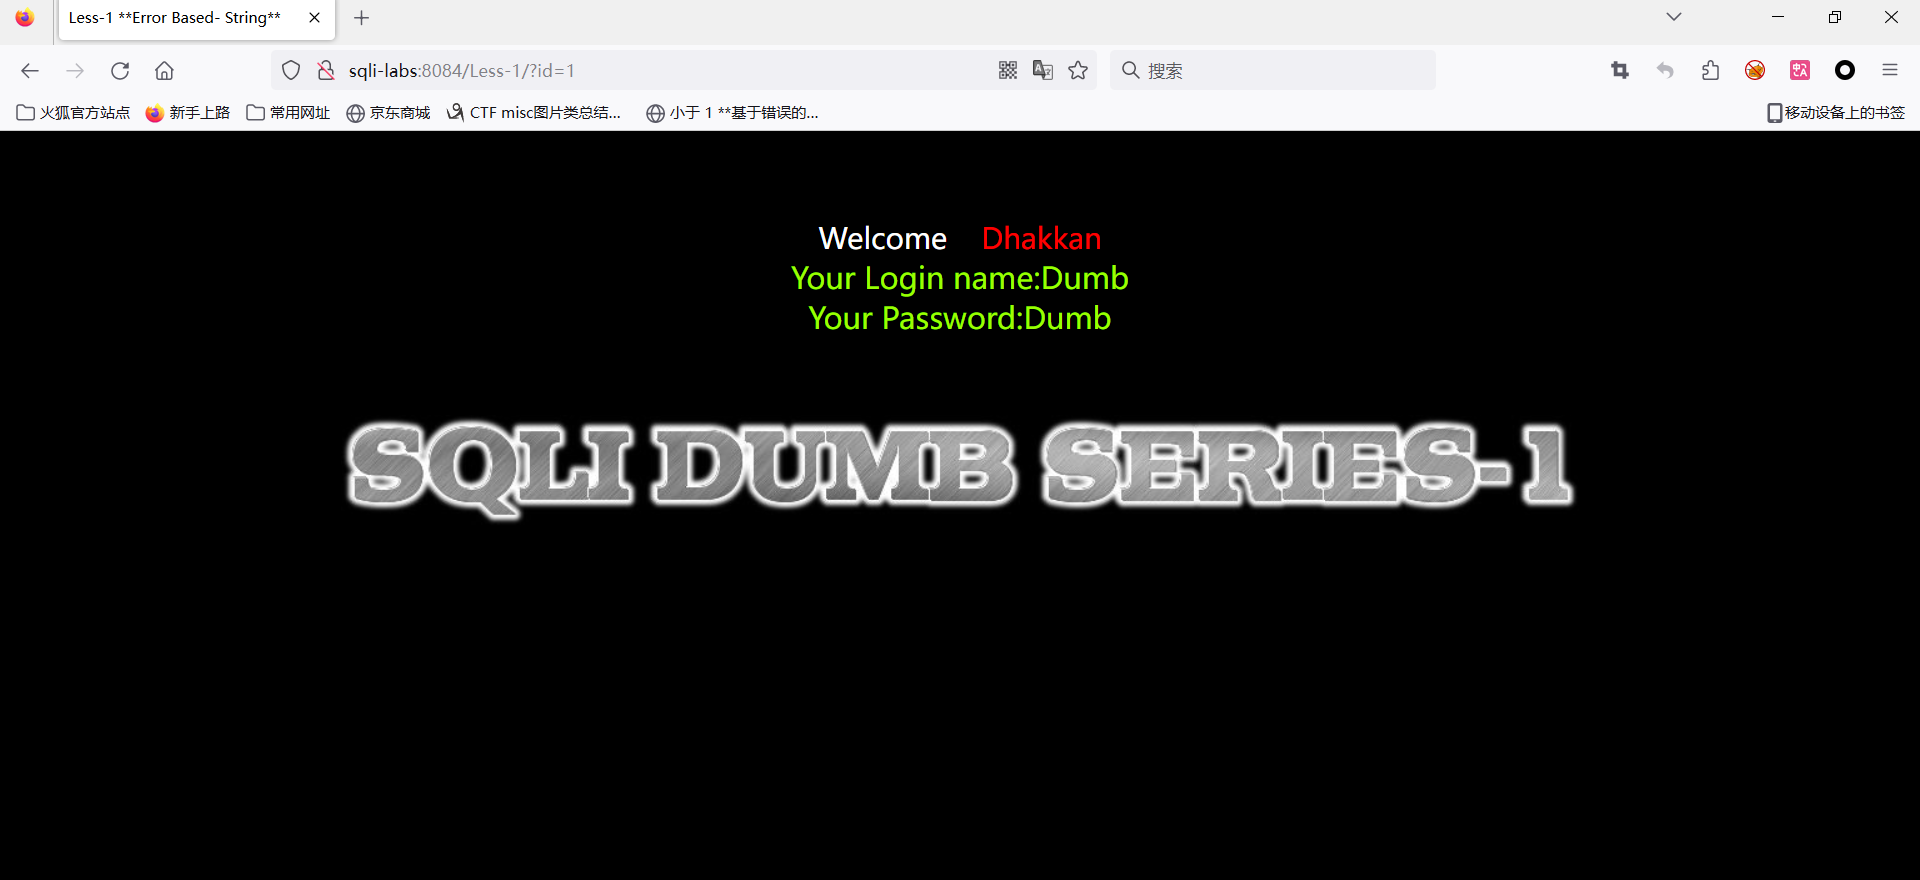 Less-1 **Error Based- String**
sqli-labs:8084/Less-1/?id=1
搜索
火狐官方站点 新手上路 常用网址 京东商城 CTF misc图片类总结... 小于 1 **基于错误的... 移动设备上的书签
Welcome Dhakkan
Your Login name:Dumb
Your Password:Dumb
SQLI DUMB SERIES-1